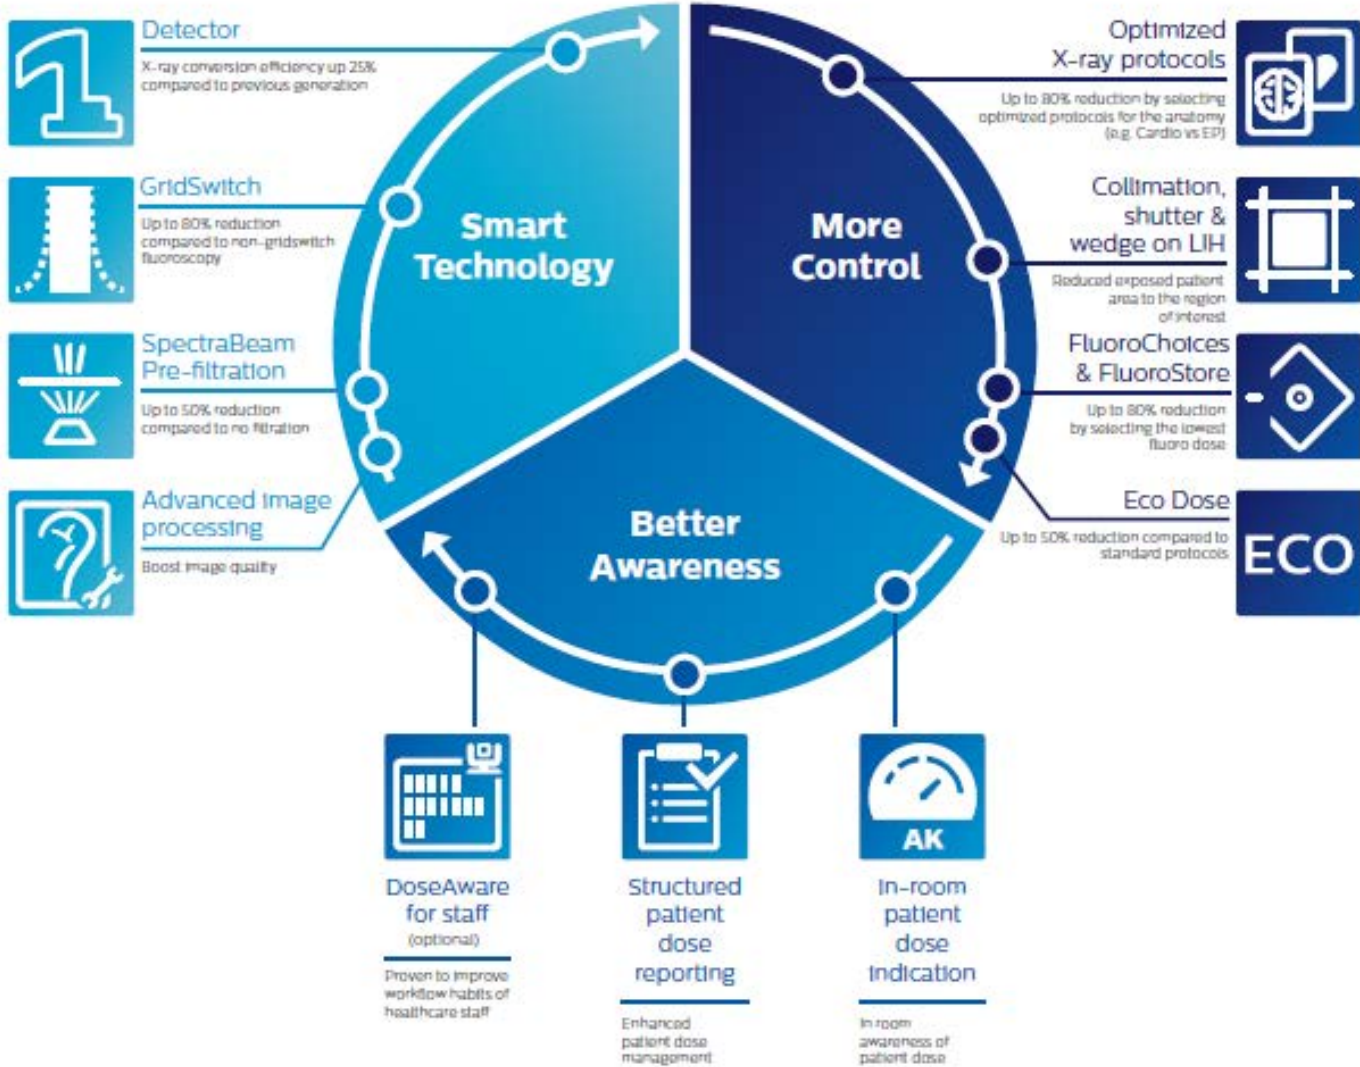 Detector
X-ray conversion efficiency up 25%
compared to previous generation
GridSwitch
Up to 80% reduction
compared to non-gridswitch
fluoroscopy
SpectraBeam
Pre-filtration
Up to 50% reduction
compared to no filtration
Advanced image
processing
Boost image quality
Smart
Technology
More
Control
Better
Awareness
Optimized
X-ray protocols
Up to 80% reduction by selecting
optimized protocols for the anatomy
(e.g. Cardio vs EP)
Collimation,
shutter &
wedge on LIH
Reduced exposed patient
area to the region
of interest
FluoroChoices
& FluoroStore
Up to 80% reduction
by selecting the lowest
fluoro dose
Eco Dose
Up to 50% reduction compared to
standard protocols
ECO
DoseAware
for staff
(optional)
Proven to improve
workflow habits of
healthcare staff
Structured
patient
dose
reporting
Enhanced
patient dose
management
AK
In-room
patient
dose
indication
In room
awareness of
patient dose